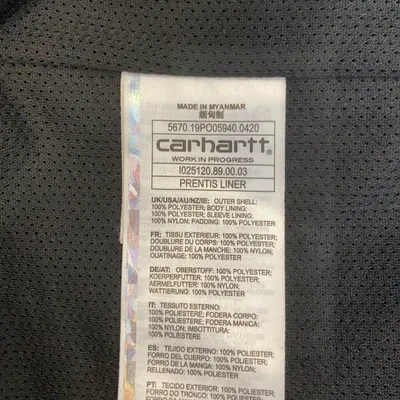 MADE IN MYANMAR
緬甸制
5670.19PO05940.0420
carhartt
WORK IN PROGRESS
I025120.89.00.03
PRENTIS LINER
UK/USA/AU/NZ/IE: OUTER SHELL:
100% POLYESTER; BODY LINING:
100% POLYESTER; SLEEVE LINING:
100% NYLON; PADDING: 100% POLYESTER
FR: TISSU EXTERIEUR: 100% POLYESTER;
DOUBLURE DU CORPS: 100% POLYESTER;
DOUBLURE DE LA MANCHE: 100% NYLON;
OUATINAGE: 100% POLYESTER
DE/AT: OBERSTOFF: 100% POLYESTER;
KOERPERFUTTER: 100% POLYESTER;
AERMELFUTTER: 100% NYLON;
WATTIERUNG: 100% POLYESTER
IT: TESSUTO ESTERNO:
100% POLIESTERE; FODERA CORPO:
100% POLIESTERE; FODERA MANICA:
100% NYLON; IMBOTTITURA:
100% POLIESTERE
ES: TEJIDO EXTERNO: 100% POLIESTER;
FORRO DEL CUERPO: 100% POLIESTER;
FORRO DE LA MANGA: 100% NYLON;
RELLENADO: 100% POLIESTER
PT: TECIDO EXTERIOR: 100% POLIESTER;
FORRO DO TRONCO: 100% POLIESTER;